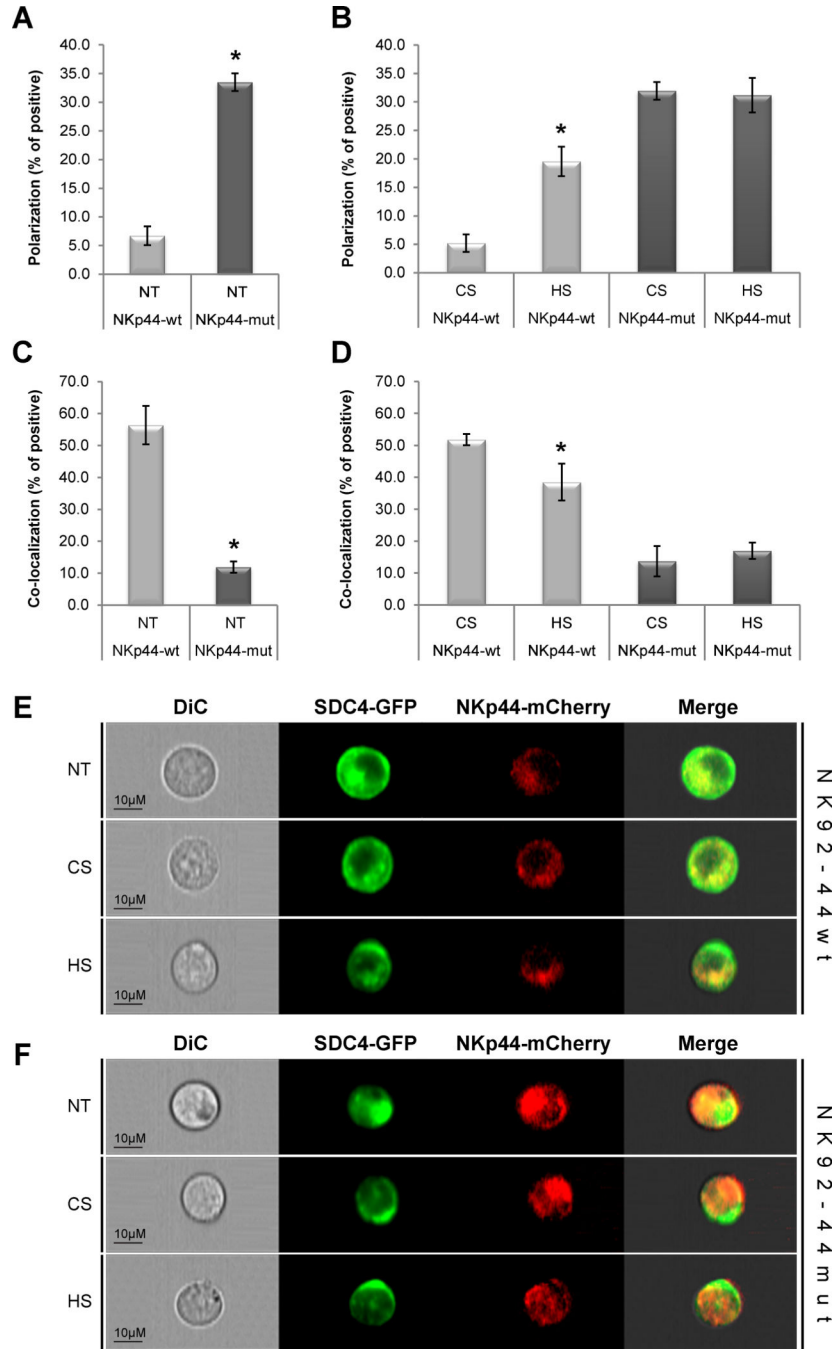 A
Polarization (% of positive)
40.0
35.0
30.0
25.0
20.0
15.0
10.0
5.0
0.0
*
NT NT
NKp44-wt NKp44-mut
B
Polarization (% of positive)
40.0
35.0
30.0
25.0
20.0
15.0
10.0
5.0
0.0
*
CS HS CS HS
NKp44-wt NKp44-wt NKp44-mut NKp44-mut
C
Co-localization (% of positive)
70.0
60.0
50.0
40.0
30.0
20.0
10.0
0.0
*
NT NT
NKp44-wt NKp44-mut
D
Co-localization (% of positive)
70.0
60.0
50.0
40.0
30.0
20.0
10.0
0.0
*
CS HS CS HS
NKp44-wt NKp44-wt NKp44-mut NKp44-mut
E
DiC SDC4-GFP NKp44-mCherry Merge
NT
10µM
CS
10µM
HS
10µM
NK92-44wt
F
DiC SDC4-GFP NKp44-mCherry Merge
NT
10µM
CS
10µM
HS
10µM
NK92-44mut